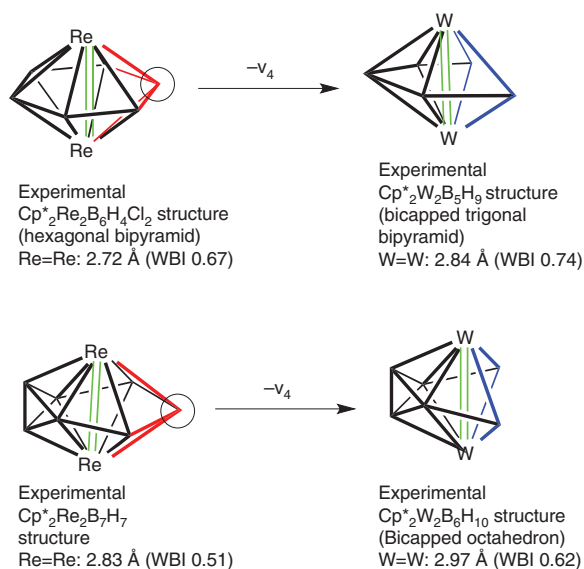 Re
Re
–v₄
W
W
Experimental
Cp*₂Re₂B₆H₄Cl₂ structure
(hexagonal bipyramid)
Re=Re: 2.72 Å (WBI 0.67)
Experimental
Cp*₂W₂B₅H₉ structure
(bicapped trigonal
bipyramid)
W=W: 2.84 Å (WBI 0.74)
Re
Re
–v₄
W
W
Experimental
Cp*₂Re₂B₇H₇
structure
Re=Re: 2.83 Å (WBI 0.51)
Experimental
Cp*₂W₂B₆H₁₀ structure
(Bicapped octahedron)
W=W: 2.97 Å (WBI 0.62)